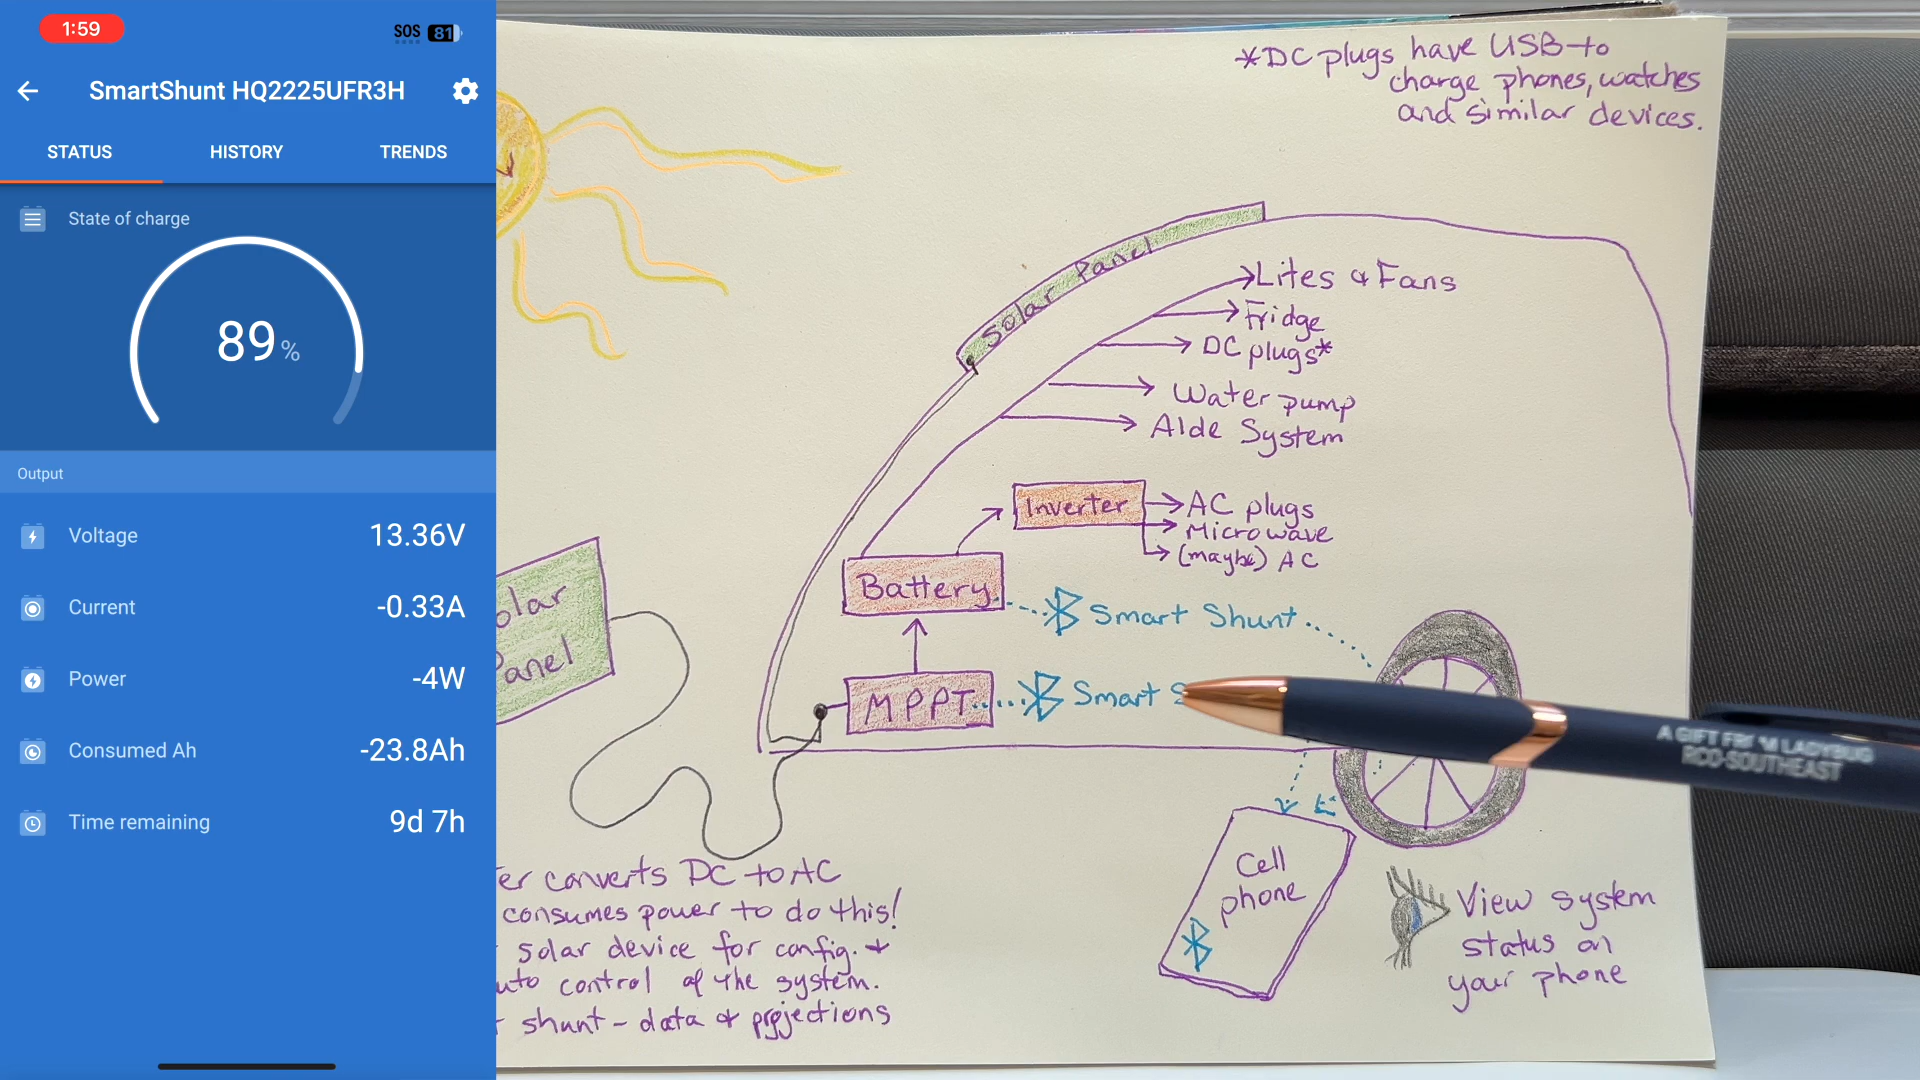 1:59
SOS 81
SmartShunt HQ2225UFR3H
STATUS HISTORY TRENDS
State of charge
89 %
Output
Voltage 13.36V
Current -0.33A
Power -4W
Consumed Ah -23.8Ah
Time remaining 9d 7h
*DC plugs have USB to
charge phones, watches
and similar devices.
Solar Panel
Lites & Fans
Fridge
DC plugs*
Water pump
Alde System
Inverter
AC plugs
Microwave
(maybe) AC
Battery
Smart Shunt
olar
anel
MPPT
Smart S
A GIFT FROM LADYBUG
RCO-SOUTHEAST
Cell
phone
View system
status on
your phone
er converts DC to AC
consumes power to do this!
solar device for config. &
uto control of the system.
shunt - data & projections